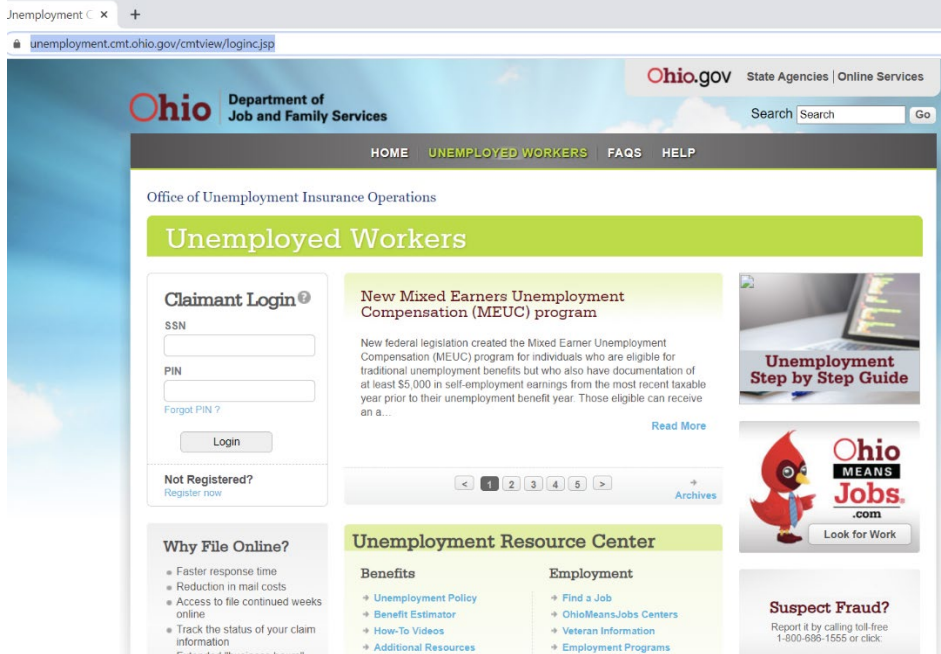 Unemployment C × +
unemployment.cmt.ohio.gov/cmtview/loginc.jsp
Ohio.gov State Agencies | Online Services
Ohio Department of
Job and Family Services
Search Search Go
HOME UNEMPLOYED WORKERS FAQS HELP
Office of Unemployment Insurance Operations
Unemployed Workers
Claimant Login ?
SSN
PIN
Forgot PIN ?
Login
Not Registered?
Register now
New Mixed Earners Unemployment
Compensation (MEUC) program
New federal legislation created the Mixed Earner Unemployment
Compensation (MEUC) program for individuals who are eligible for
traditional unemployment benefits but who also have documentation of
at least $5,000 in self-employment earnings from the most recent taxable
year prior to their unemployment benefit year. Those eligible can receive
an a...
Read More
< 1 2 3 4 5 >
Archives
Unemployment
Step by Step Guide
Ohio
MEANS
Jobs.
.com
Look for Work
Why File Online?
Faster response time
Reduction in mail costs
Access to file continued weeks
online
Track the status of your claim
information
Unemployment Resource Center
Benefits
Unemployment Policy
Benefit Estimator
How-To Videos
Additional Resources
Employment
Find a Job
OhioMeansJobs Centers
Veteran Information
Employment Programs
Suspect Fraud?
Report it by calling toll-free
1-800-686-1555 or click: